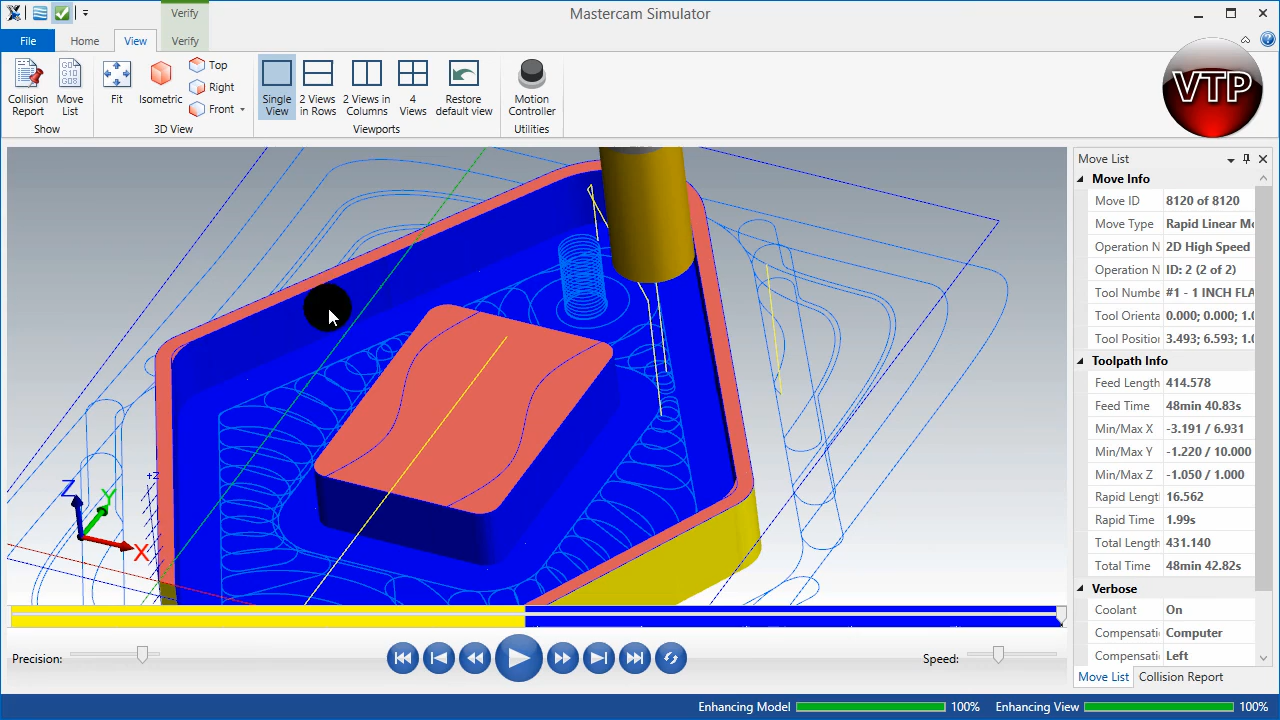 Verify
Mastercam Simulator
File
Home
View
Verify
Collision Report
Move List
Fit
Isometric
Top
Right
Front
Single View
2 Views in Rows
2 Views in Columns
4 Views
Restore default view
Motion Controller
Show
3D View
Viewports
Utilities
VTP
G0
G10
G08
Move List
Move Info
Move ID 8120 of 8120
Move Type Rapid Linear Mo
Operation N 2D High Speed
Operation N ID: 2 (2 of 2)
Tool Numbe #1 - 1 INCH FLA
Tool Orienta 0.000; 0.000; 1.0
Tool Position 3.493; 6.593; 1.0
Toolpath Info
Feed Length 414.578
Feed Time 48min 40.83s
Min/Max X -3.191 / 6.931
Min/Max Y -1.220 / 10.000
Min/Max Z -1.050 / 1.000
Rapid Lengt 16.562
Rapid Time 1.99s
Total Length 431.140
Total Time 48min 42.82s
Verbose
Coolant On
Compensati Computer
Compensati Left
Move List
Collision Report
+Z
Z
Y
X
Precision:
Speed:
Enhancing Model 100%
Enhancing View 100%